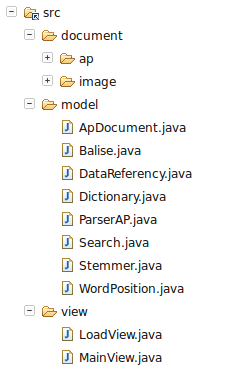 src
document
ap
image
model
ApDocument.java
Balise.java
DataReferency.java
Dictionary.java
ParserAP.java
Search.java
Stemmer.java
WordPosition.java
view
LoadView.java
MainView.java